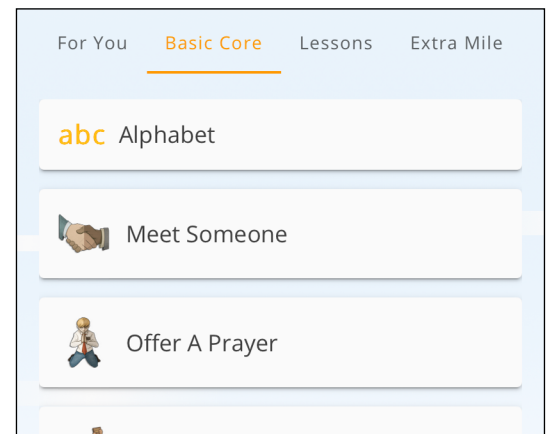 For You Basic Core Lessons Extra Mile
abc Alphabet
Meet Someone
Offer A Prayer